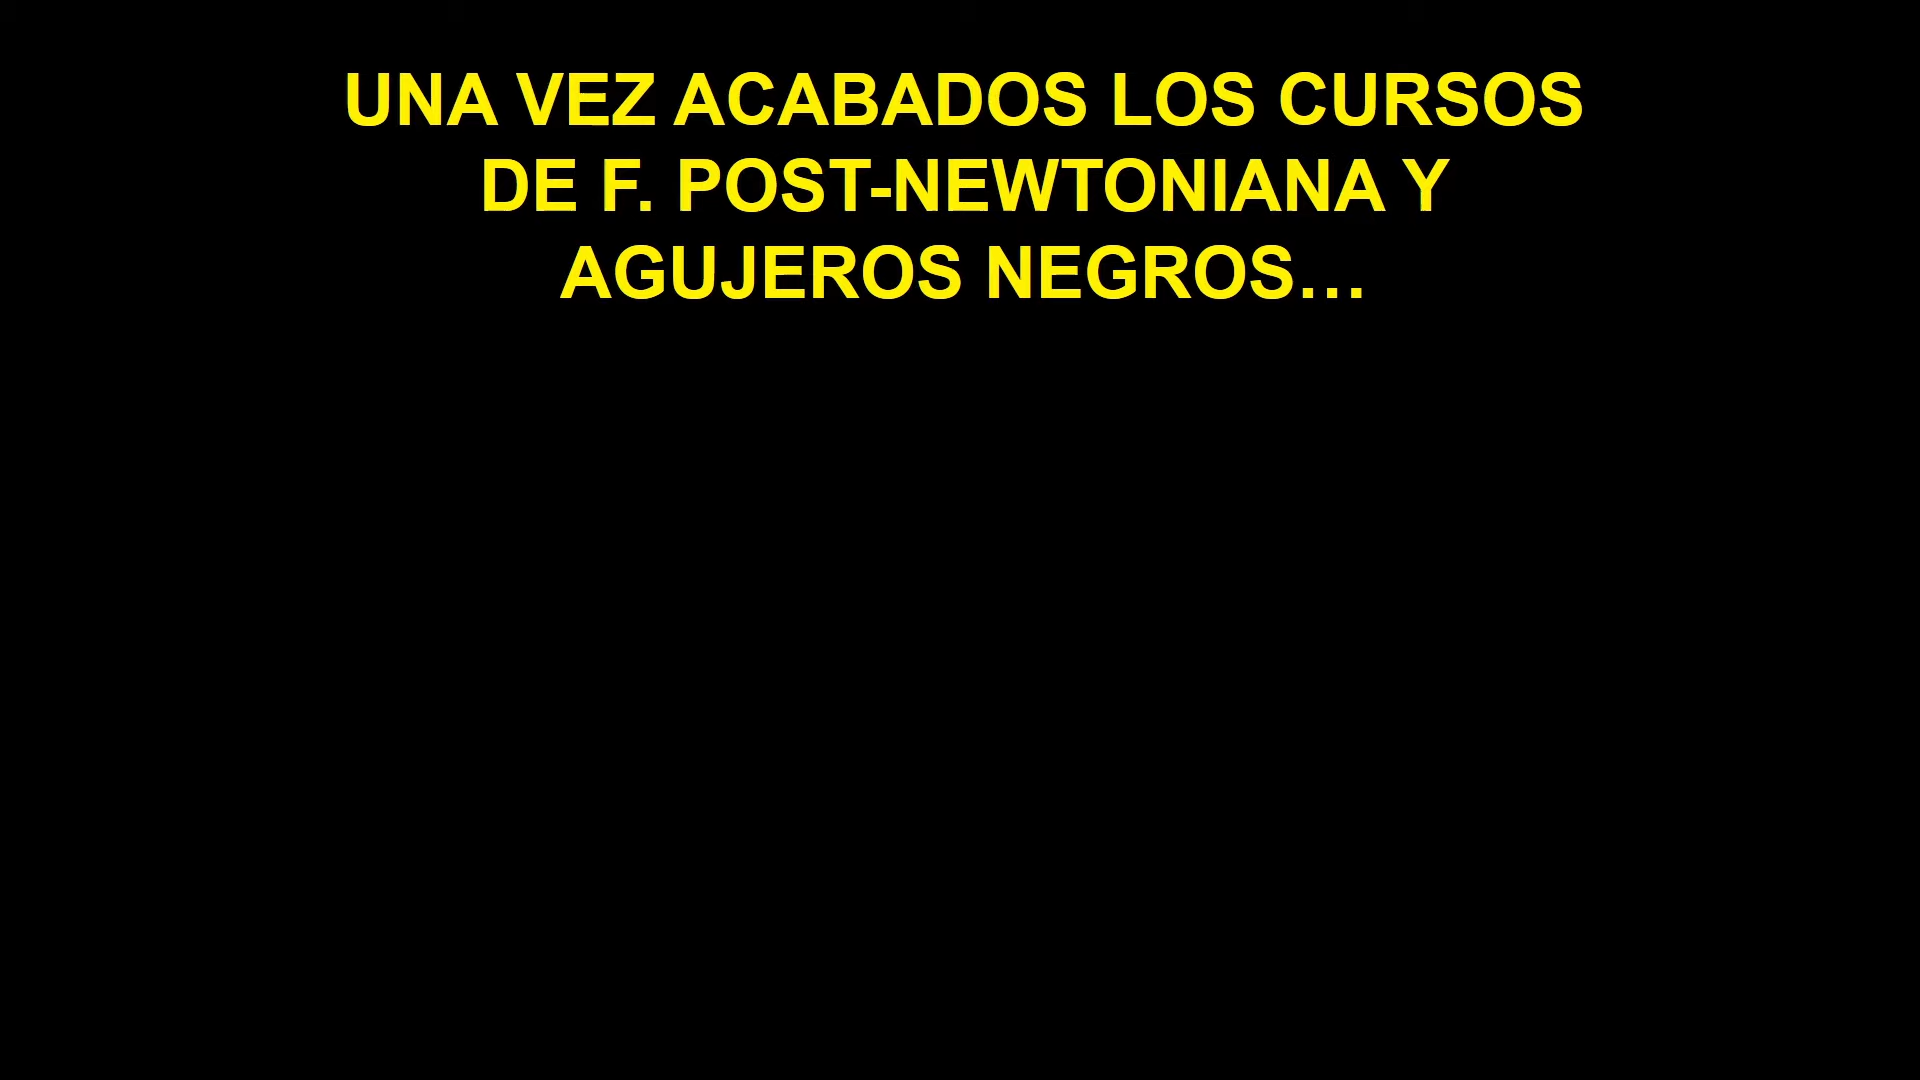 UNA VEZ ACABADOS LOS CURSOS
DE F. POST-NEWTONIANA Y
AGUJEROS NEGROS…